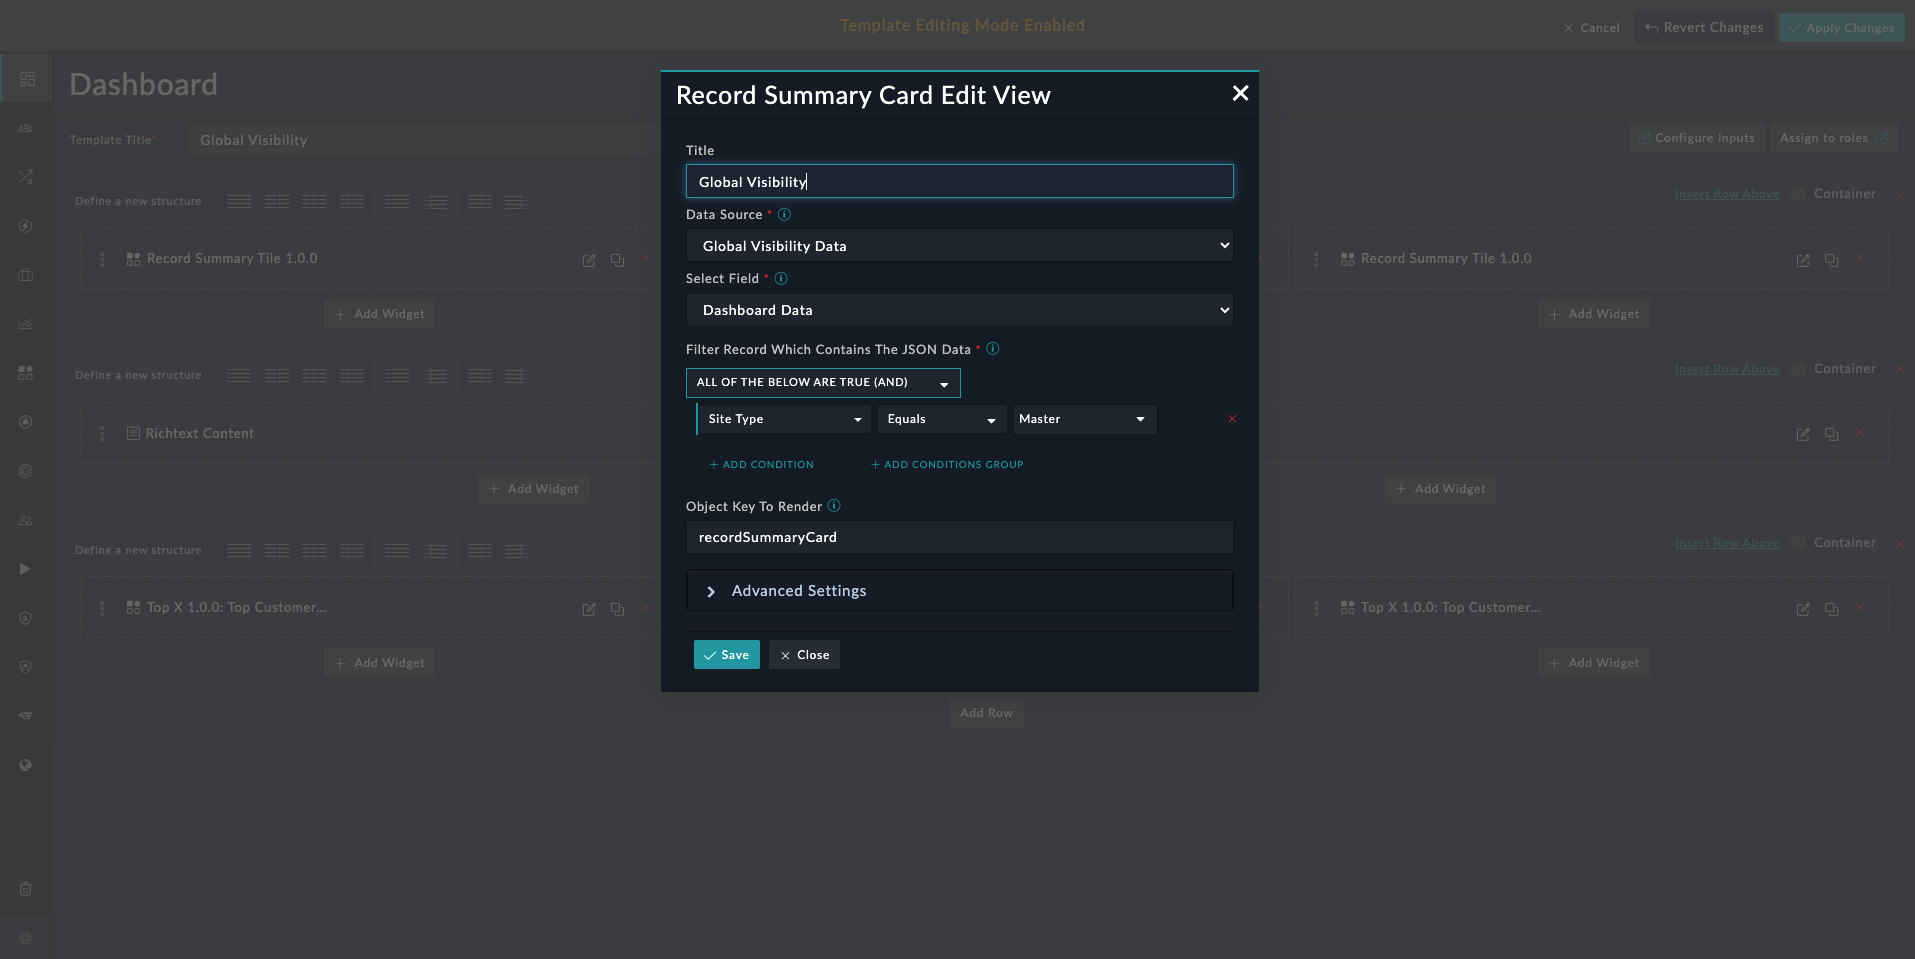 Template Editing Mode Enabled
Cancel
Revert Changes
Apply Changes
Dashboard
Template Title*
Global Visibility
Configure Inputs
Assign to roles
Define a new structure
Insert Row Above
Container
Record Summary Tile 1.0.0
Record Summary Tile 1.0.0
Add Widget
Add Widget
Define a new structure
Insert Row Above
Container
Richtext Content
Add Widget
Add Widget
Define a new structure
Insert Row Above
Container
Top X 1.0.0: Top Customer...
Top X 1.0.0: Top Customer...
Add Widget
Add Widget
Add Row
Record Summary Card Edit View
Title
Global Visibility
Data Source *
Global Visibility Data
Select Field *
Dashboard Data
Filter Record Which Contains The JSON Data *
ALL OF THE BELOW ARE TRUE (AND)
Site Type
Equals
Master
+ ADD CONDITION
+ ADD CONDITIONS GROUP
Object Key To Render
recordSummaryCard
Advanced Settings
Save
Close